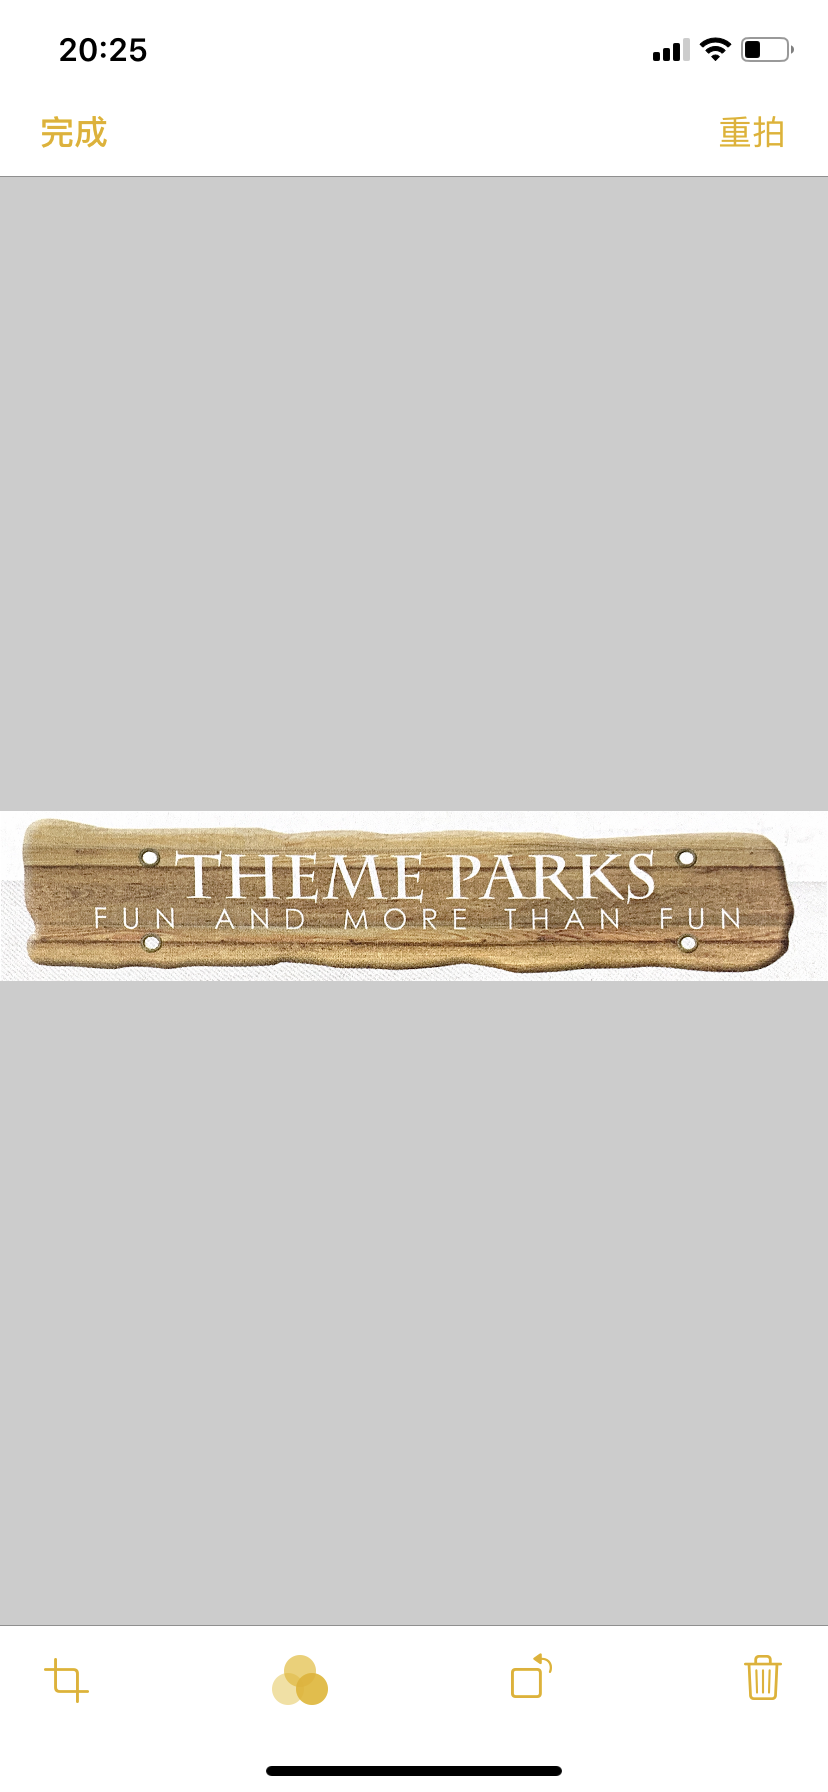 20:25
完成 重拍
THEME PARKS
FUN AND MORE THAN FUN